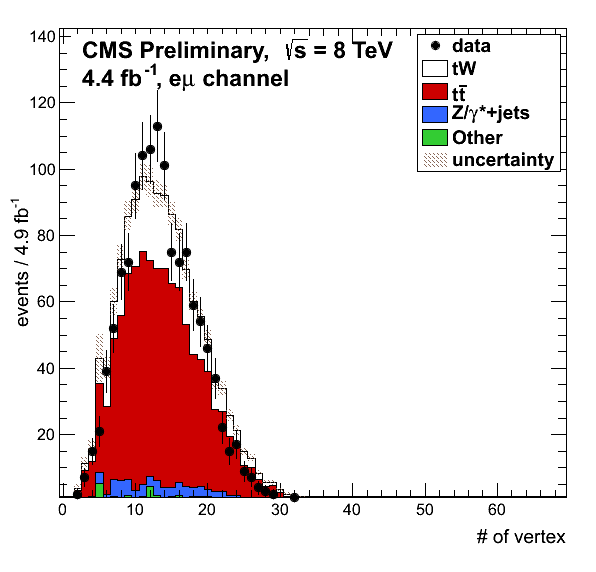 CMS Preliminary, √s = 8 TeV
4.4 fb⁻¹, eμ channel
data
tW
tt̄
Z/γ*+jets
Other
uncertainty
events / 4.9 fb⁻¹
140
120
100
80
60
40
20
0 10 20 30 40 50 60
# of vertex